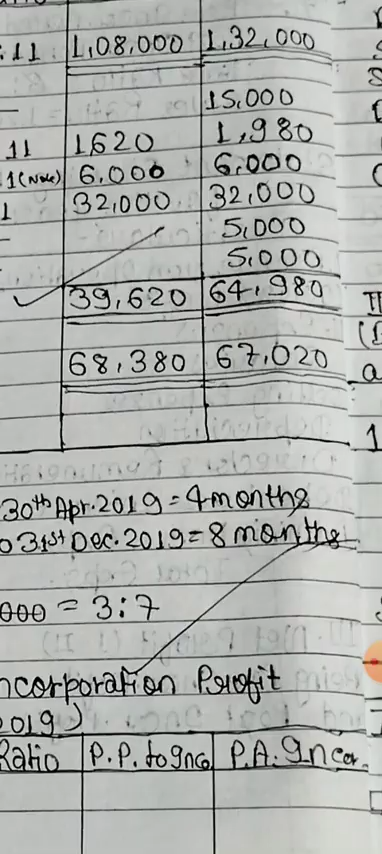 :11 1,08,000 1,32,000
15,000
11 1620 1,980
1(Note) 6,000 6,000
1 32,000 32,000
5,000
5,000
39,620 64,980
68,380 67,020
30th Apr. 2019 = 4 months
o 31st Dec. 2019 = 8 months
000 = 3:7
ncorporation Profit
2019)
Ratio P.P. to Inco P.A. Incor.